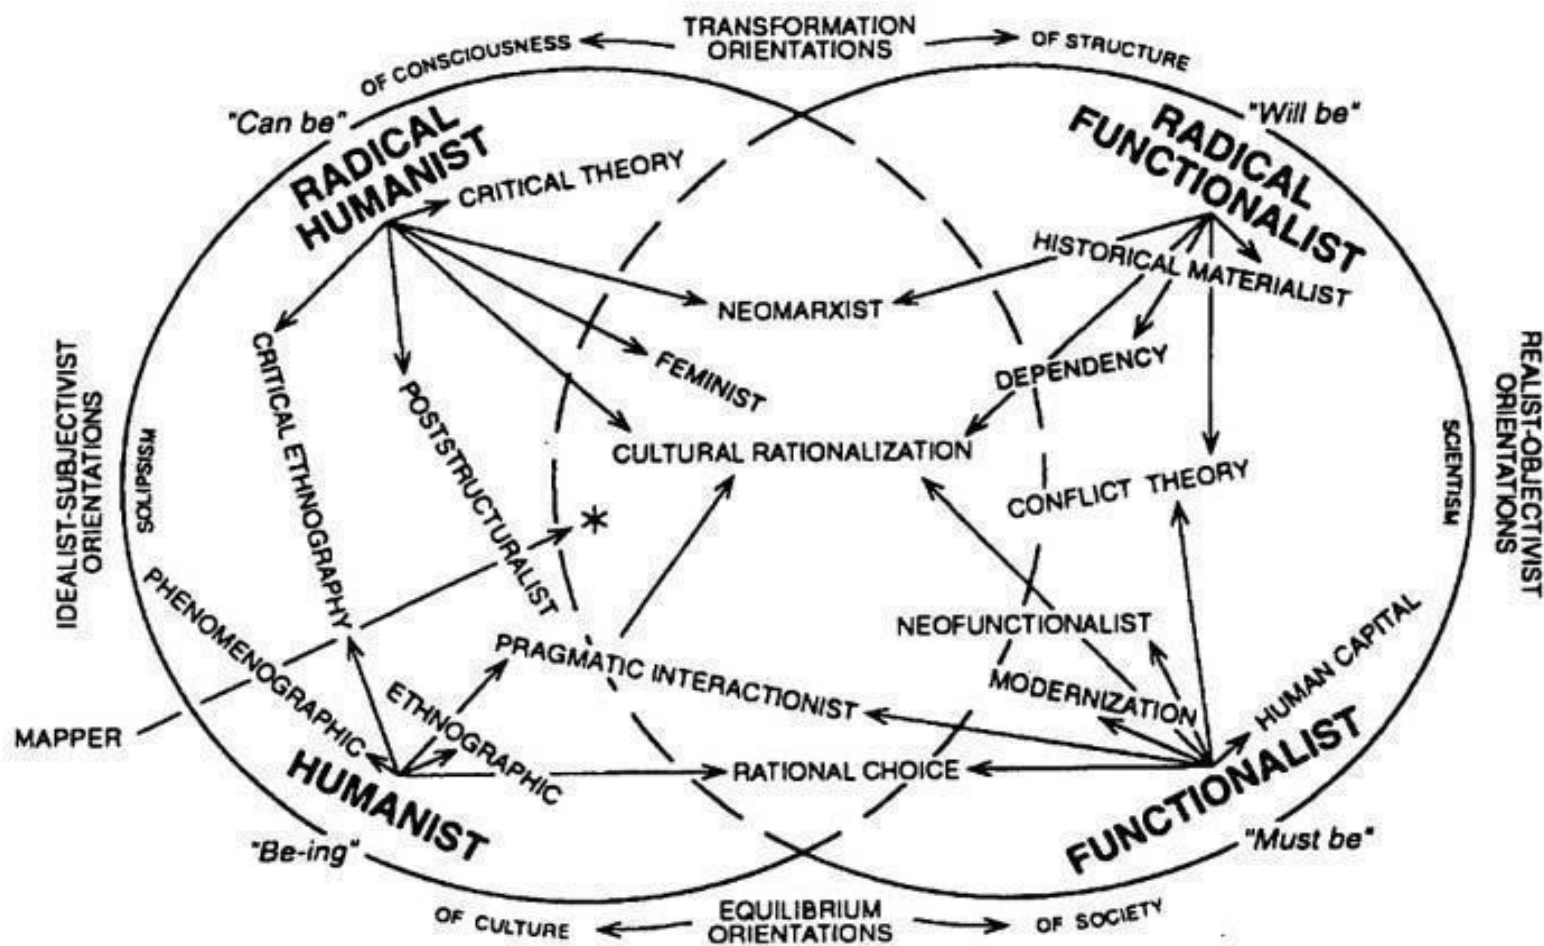 TRANSFORMATION
ORIENTATIONS
OF CONSCIOUSNESS
OF STRUCTURE
"Can be"
"Will be"
RADICAL
HUMANIST
RADICAL
FUNCTIONALIST
CRITICAL THEORY
HISTORICAL MATERIALIST
NEOMARXIST
FEMINIST
DEPENDENCY
CRITICAL ETHNOGRAPHY
POSTSTRUCTURALIST
CULTURAL RATIONALIZATION
CONFLICT THEORY
IDEALIST-SUBJECTIVIST
ORIENTATIONS
SOLIPSISM
SCIENTISM
REALIST-OBJECTIVIST
ORIENTATIONS
*
PHENOMENOGRAPHIC
PRAGMATIC INTERACTIONIST
NEOFUNCTIONALIST
MODERNIZATION
HUMAN CAPITAL
ETHNOGRAPHIC
MAPPER
RATIONAL CHOICE
HUMANIST
FUNCTIONALIST
"Be-ing"
"Must be"
OF CULTURE
EQUILIBRIUM
ORIENTATIONS
OF SOCIETY